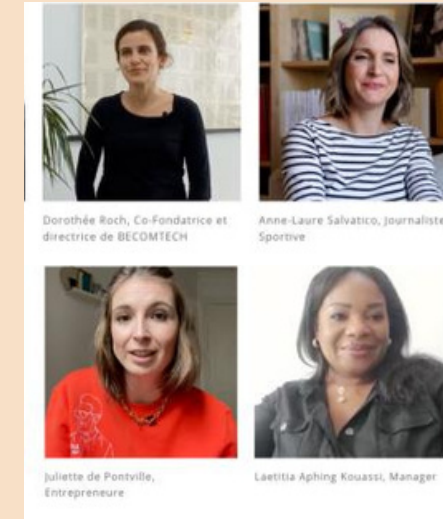 Dorothée Roch, Co-Fondatrice et
directrice de BECOMTECH
Anne-Laure Salvatico, Journaliste
Sportive
Juliette de Pontville,
Entrepreneure
Laetitia Aphing Kouassi, Manager